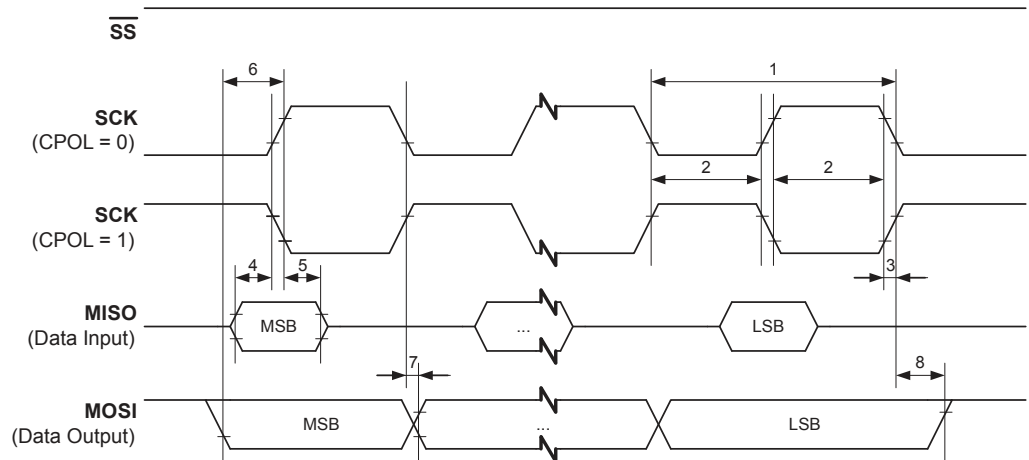 SS
6
1
SCK
(CPOL = 0)
2
2
SCK
(CPOL = 1)
4
5
3
MISO
(Data Input)
MSB
...
LSB
7
8
MOSI
(Data Output)
MSB
...
LSB